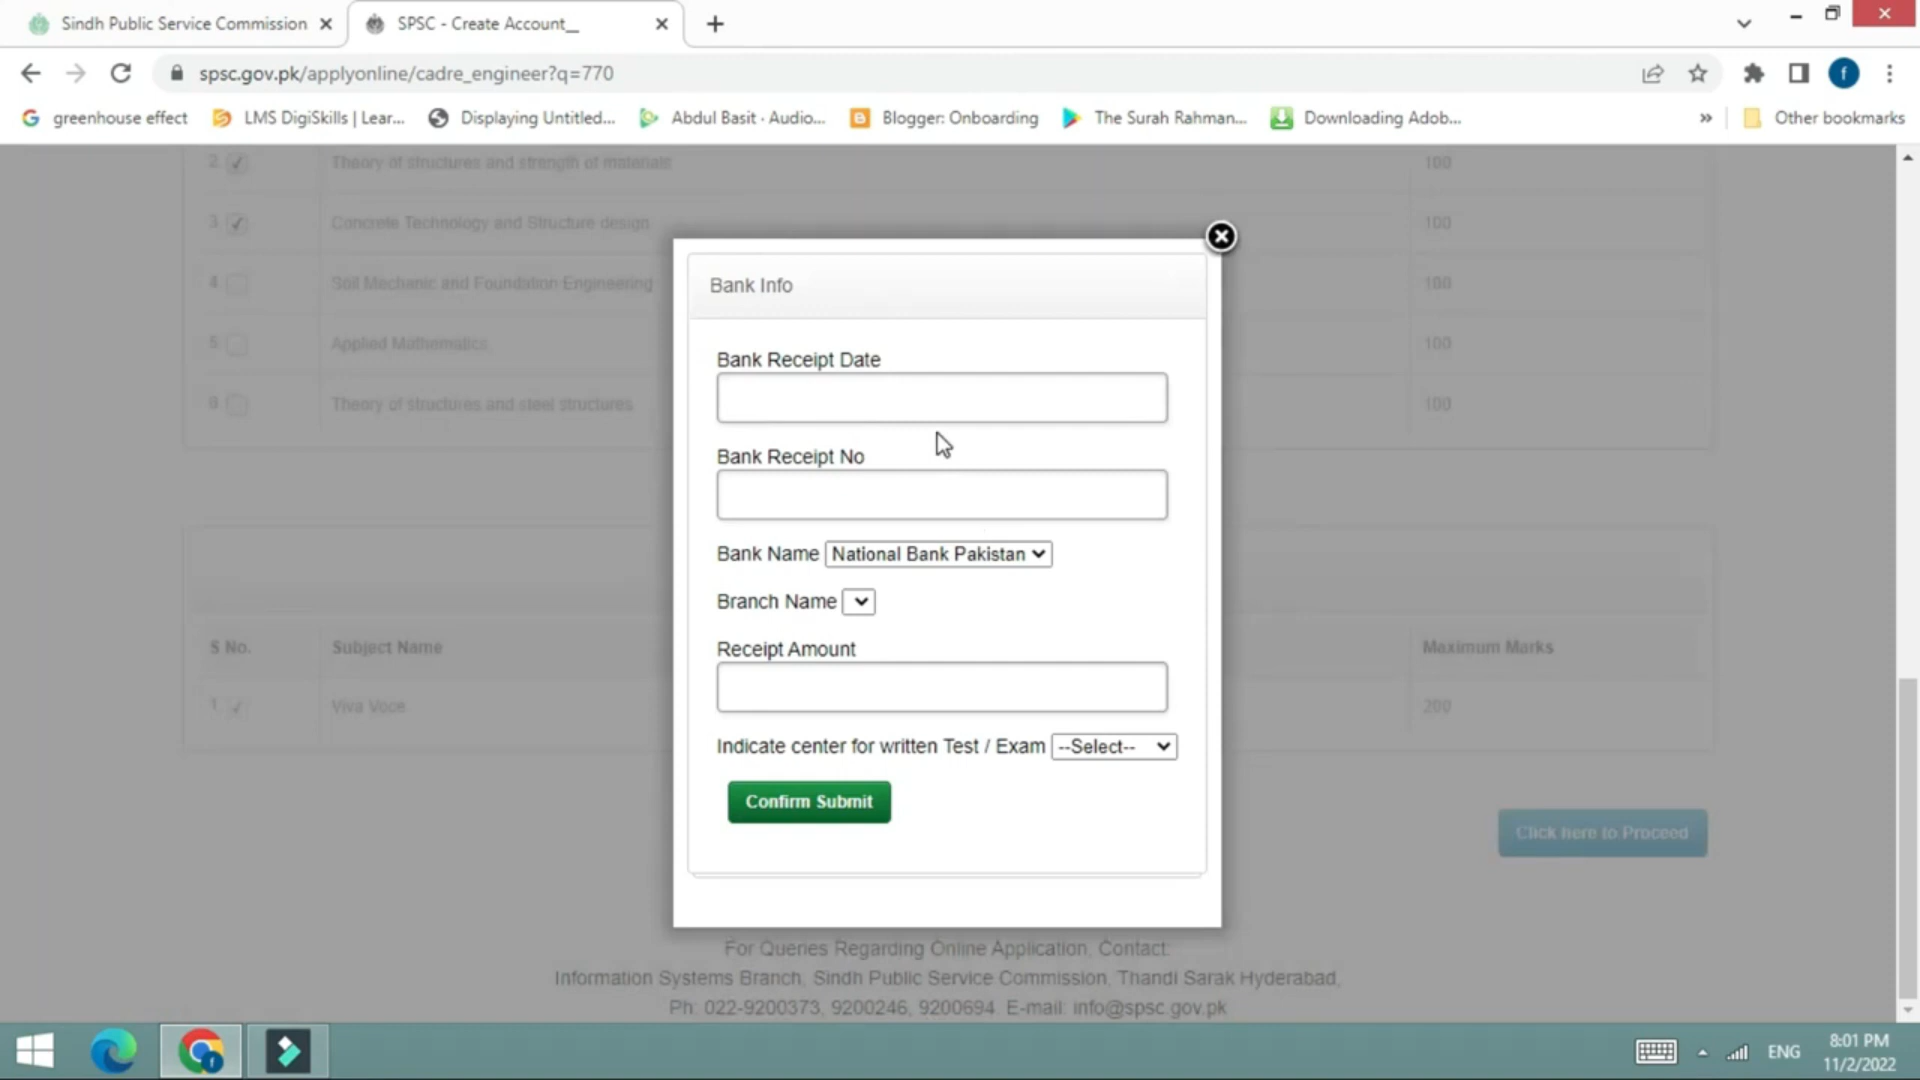 Sindh Public Service Commission
SPSC - Create Account_
spsc.gov.pk/applyonline/cadre_engineer?q=770
f
greenhouse effect
LMS DigiSkills | Lear...
Displaying Untitled...
Abdul Basit · Audio...
Blogger: Onboarding
The Surah Rahman...
Downloading Adob...
»
Other bookmarks
2 Theory of structures and strength of materials 100
3 Concrete Technology and Structure design 100
4 Soil Mechanic and Foundation Engineering 100
5 Applied Mathematics 100
6 Theory of structures and steel structures 100
Bank Info
Bank Receipt Date
Bank Receipt No
Bank Name National Bank Pakistan
Branch Name
Receipt Amount
Indicate center for written Test / Exam --Select--
Confirm Submit
S No. Subject Name Maximum Marks
1 Viva Voce 200
Click here to Proceed
For Queries Regarding Online Application, Contact:
Information Systems Branch, Sindh Public Service Commission, Thandi Sarak Hyderabad,
Ph: 022-9200373, 9200246, 9200694. E-mail: info@spsc.gov.pk
ENG
8:01 PM
11/2/2022